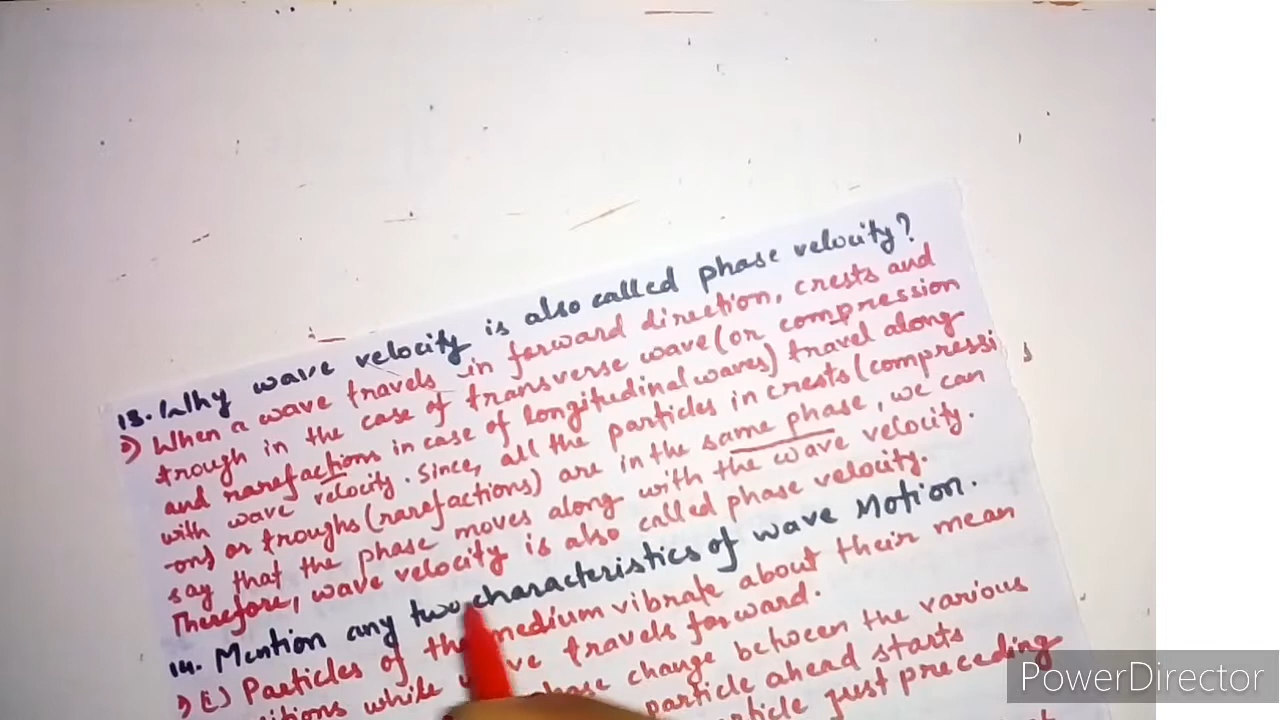 13. Why wave velocity is also called phase velocity?
⇒) When a wave travels in forward direction, crests and
trough in the case of transverse wave (or compression
and rarefactions in case of longitudinal waves) travel along
with wave velocity. Since, all the particles in crests (compressi
-ons) or troughs (rarefactions) are in the same phase, we can
say that the phase moves along with the wave velocity.
Therefore, wave velocity is also called phase velocity.
14. Mention any two characteristics of wave Motion.
⇒) (i) Particles of the medium vibrate about their mean
while travels forward.
change between the various
particle ahead starts
just preceding
PowerDirector